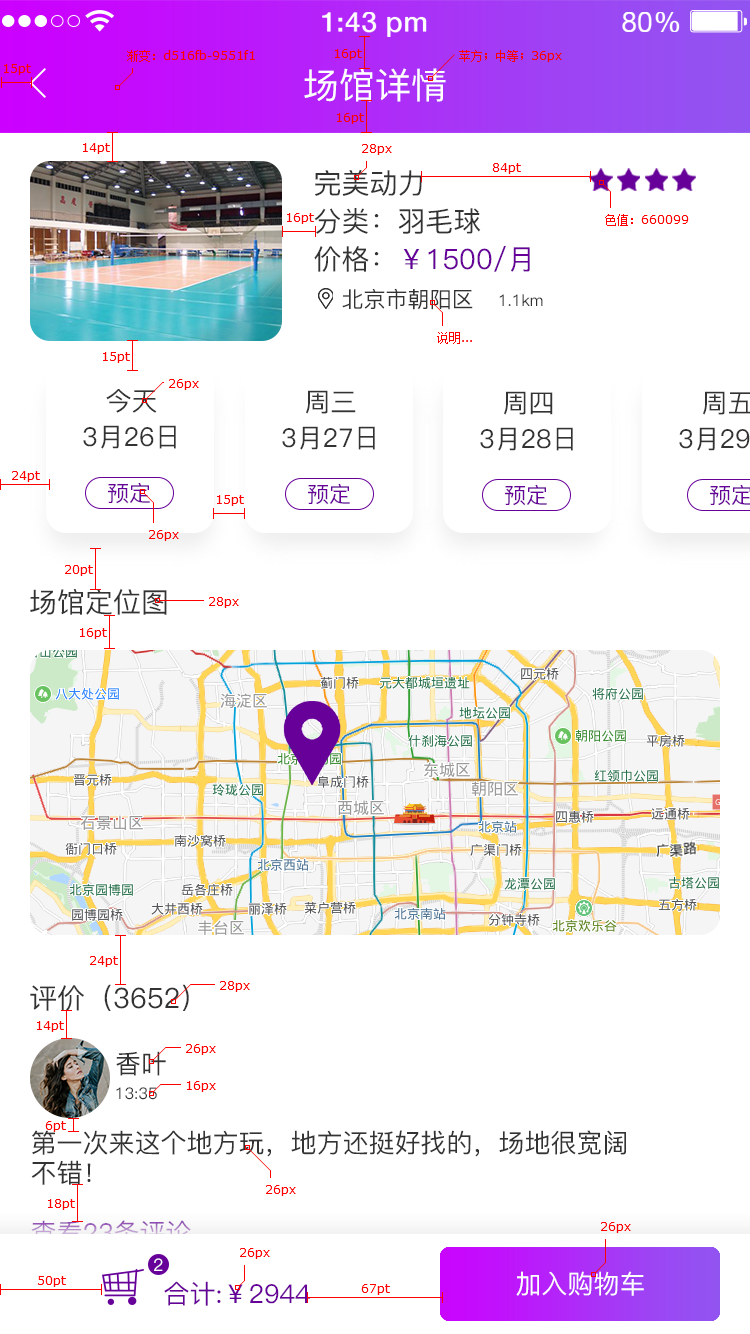 1:43 pm
80%
渐变：d516fb-9551f1
16pt
苹方；中等；36px
15pt
场馆详情
16pt
14pt
28px
84pt
完美动力
色值：660099
16pt
分类：羽毛球
价格：￥1500/月
北京市朝阳区
1.1km
说明...
15pt
26px
今天
3月26日
预定
周三
3月27日
预定
周四
3月28日
预定
周五
3月29
预定
24pt
15pt
26px
20pt
场馆定位图
28px
16pt
山公园
蓟门桥
元大都城垣遗址
四元桥
八大处公园
海淀区
将府公园
地坛公园
什刹海公园
朝阳公园
平房桥
晋元桥
玲珑公园
阜成门桥
东城区
朝阳区
红领巾公园
西城区
石景山区
四惠桥
远通桥
衙门口桥
南沙窝桥
北京站
广渠门桥
广渠路
北京西站
北京园博园
岳各庄桥
龙潭公园
古塔公园
园博园桥
大井西桥
丽泽桥
菜户营桥
北京南站
分钟寺桥
五方桥
丰台区
北京欢乐谷
24pt
评价（3652）
28px
14pt
香叶
26px
13:35
16px
6pt
第一次来这个地方玩，地方还挺好找的，场地很宽阔
不错！
26px
18pt
查看23条评论
26px
26px
50pt
2
合计:￥2944
67pt
加入购物车